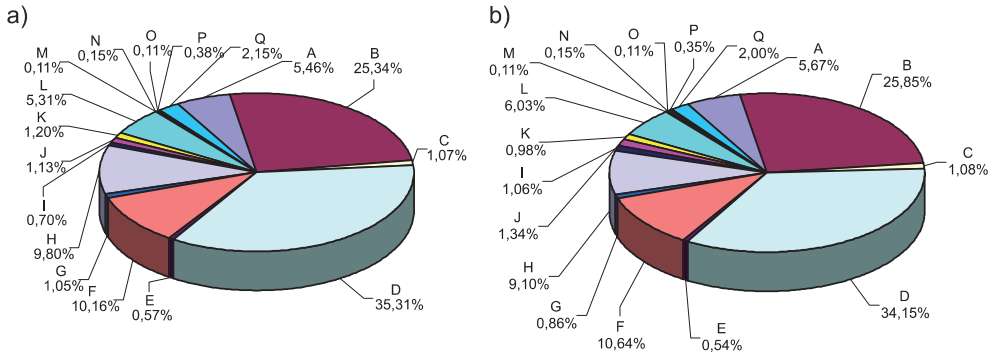 a)
A
5,46%
B
25,34%
C
1,07%
D
35,31%
E
0,57%
F
10,16%
G
1,05%
H
9,80%
I
0,70%
J
1,13%
K
1,20%
L
5,31%
M
0,11%
N
0,15%
O
0,11%
P
0,38%
Q
2,15%
b)
A
5,67%
B
25,85%
C
1,08%
D
34,15%
E
0,54%
F
10,64%
G
0,86%
H
9,10%
J
1,34%
I
1,06%
K
0,98%
L
6,03%
M
0,11%
N
0,15%
O
0,11%
P
0,35%
Q
2,00%